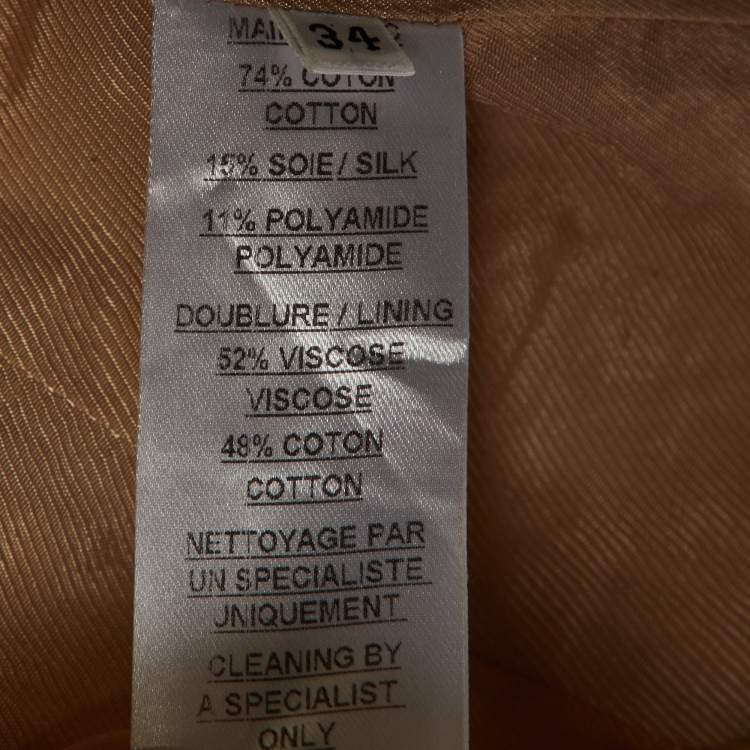 34
74% COTON
COTTON
15% SOIE / SILK
11% POLYAMIDE
POLYAMIDE
DOUBLURE / LINING
52% VISCOSE
VISCOSE
48% COTON
COTTON
NETTOYAGE PAR
UN SPECIALISTE
UNIQUEMENT
CLEANING BY
A SPECIALIST
ONLY